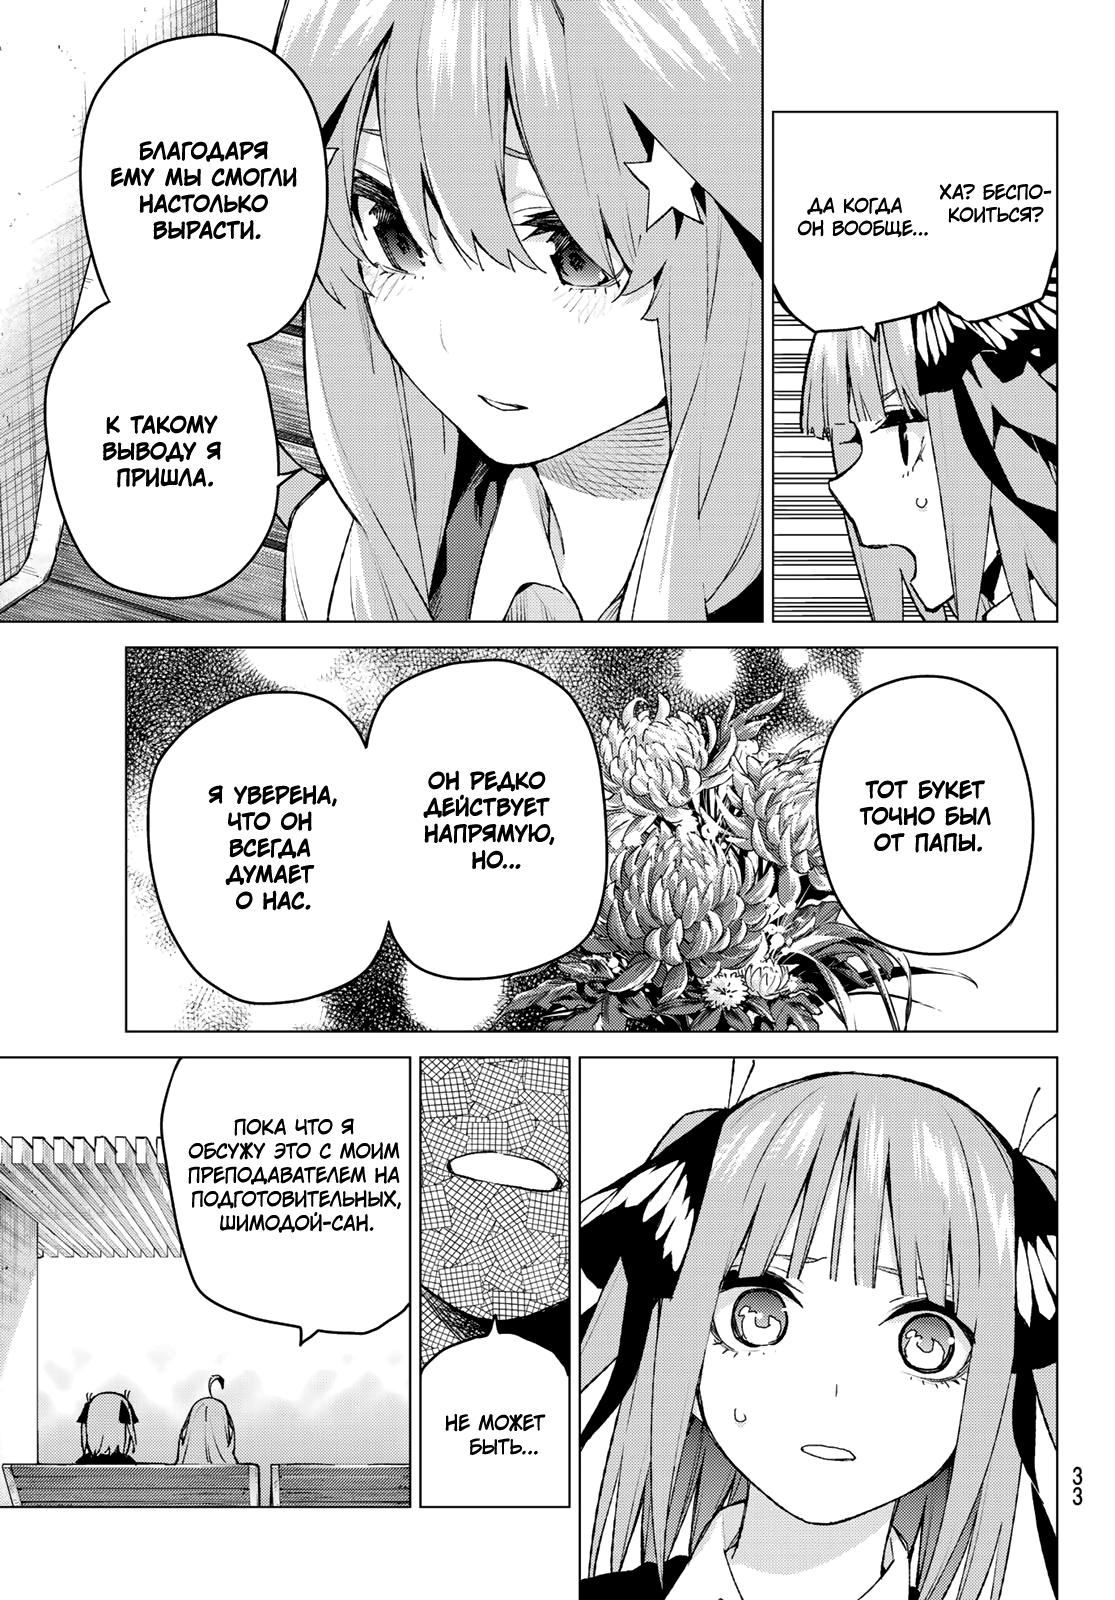 ХА? БЕСПО-
КОИТЬСЯ?
ДА КОГДА
ОН ВООБЩЕ...
БЛАГОДАРЯ
ЕМУ МЫ СМОГЛИ
НАСТОЛЬКО
ВЫРАСТИ.
К ТАКОМУ
ВЫВОДУ Я
ПРИШЛА.
ТОТ БУКЕТ
ТОЧНО БЫЛ
ОТ ПАПЫ.
ОН РЕДКО
ДЕЙСТВУЕТ
НАПРЯМУЮ,
НО...
Я УВЕРЕНА,
ЧТО ОН
ВСЕГДА
ДУМАЕТ
О НАС.
НЕ МОЖЕТ
БЫТЬ...
ПОКА ЧТО Я
ОБСУЖУ ЭТО С МОИМ
ПРЕПОДАВАТЕЛЕМ НА
ПОДГОТОВИТЕЛЬНЫХ,
ШИМОДОЙ-САН.
33